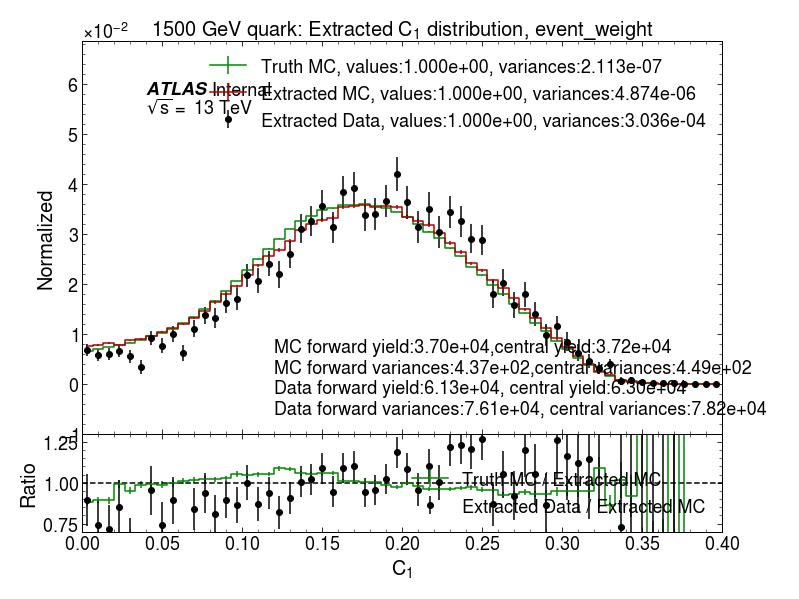 ×10⁻² 1500 GeV quark: Extracted C₁ distribution, event_weight
Truth MC, values:1.000e+00, variances:2.113e-07
ATLAS Internal
Extracted MC, values:1.000e+00, variances:4.874e-06
√s = 13 TeV
Extracted Data, values:1.000e+00, variances:3.036e-04
Normalized
6
5
4
3
2
1
0
1
MC forward yield:3.70e+04,central yield:3.72e+04
MC forward variances:4.37e+02,central variances:4.49e+02
Data forward yield:6.13e+04, central yield:6.30e+04
Data forward variances:7.61e+04, central variances:7.82e+04
Ratio
1.25
1.00
0.75
Truth MC / Extracted MC
Extracted Data / Extracted MC
0.00 0.05 0.10 0.15 0.20 0.25 0.30 0.35 0.40
C₁